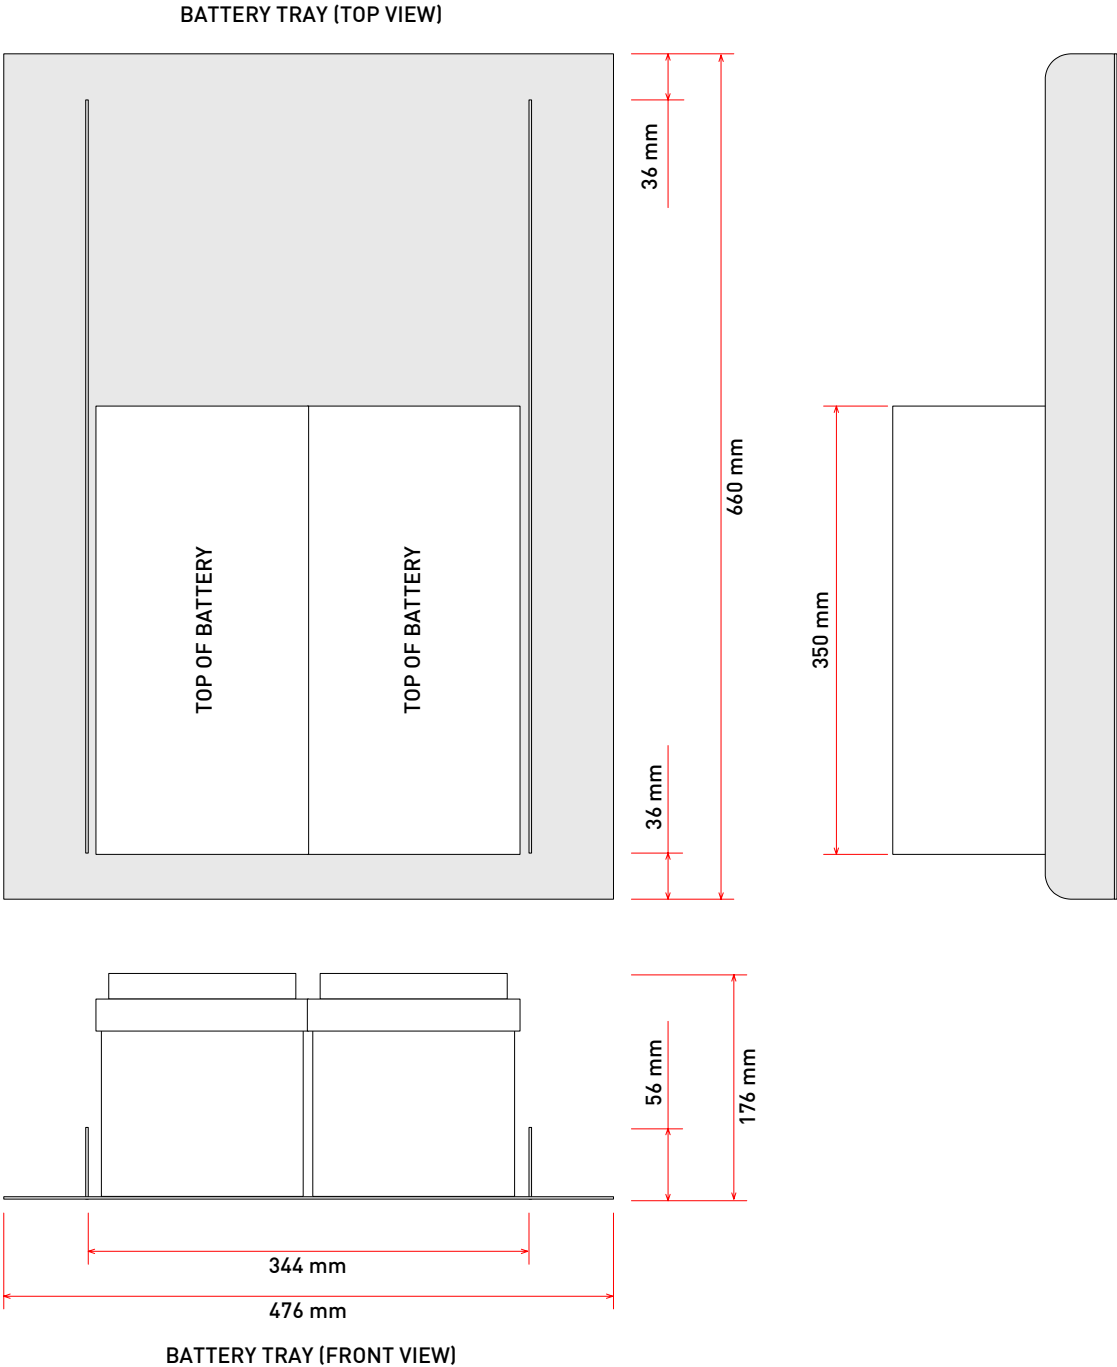 BATTERY TRAY (TOP VIEW)
36 mm
660 mm
TOP OF BATTERY
TOP OF BATTERY
350 mm
36 mm
56 mm
176 mm
344 mm
476 mm
BATTERY TRAY (FRONT VIEW)